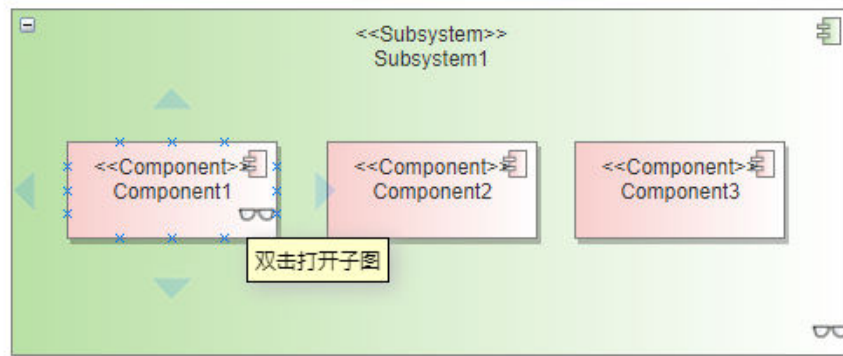 <<Subsystem>>
Subsystem1
<<Component>>
Component1
<<Component>>
Component2
<<Component>>
Component3
双击打开子图